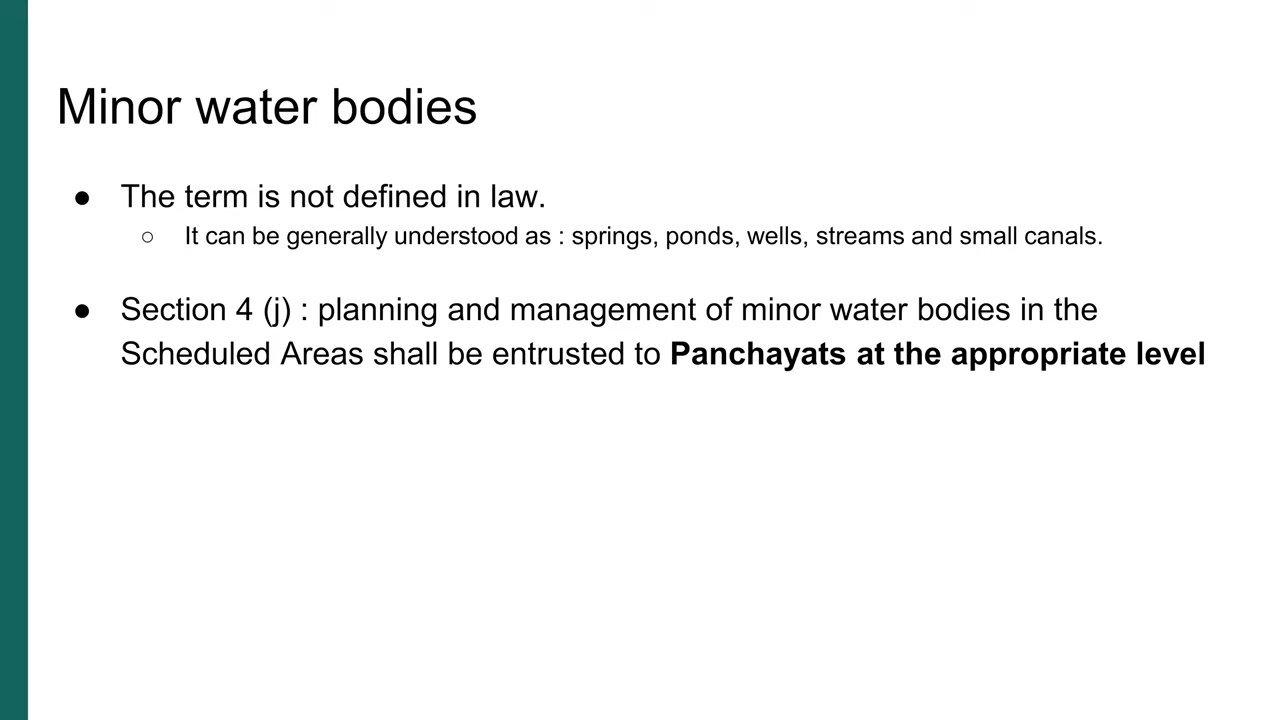 Minor water bodies
● The term is not defined in law.
○ It can be generally understood as : springs, ponds, wells, streams and small canals.
● Section 4 (j) : planning and management of minor water bodies in the
Scheduled Areas shall be entrusted to Panchayats at the appropriate level